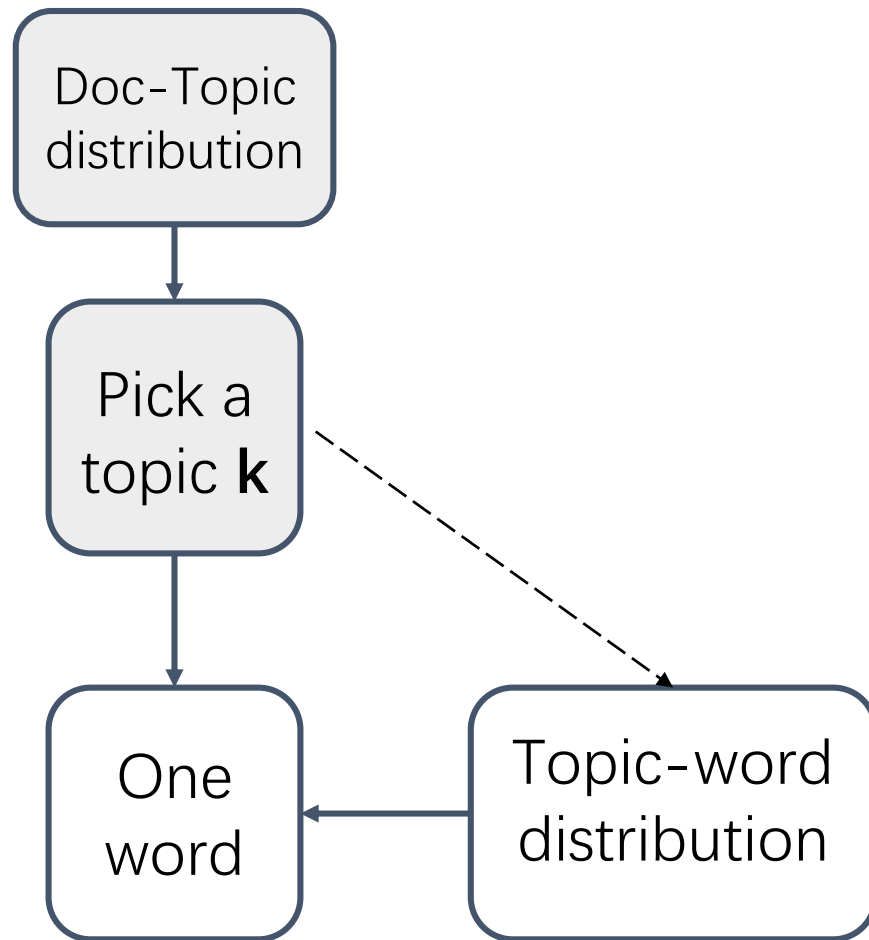 Doc-Topic
distribution
Pick a
topic k
One
word
Topic-word
distribution